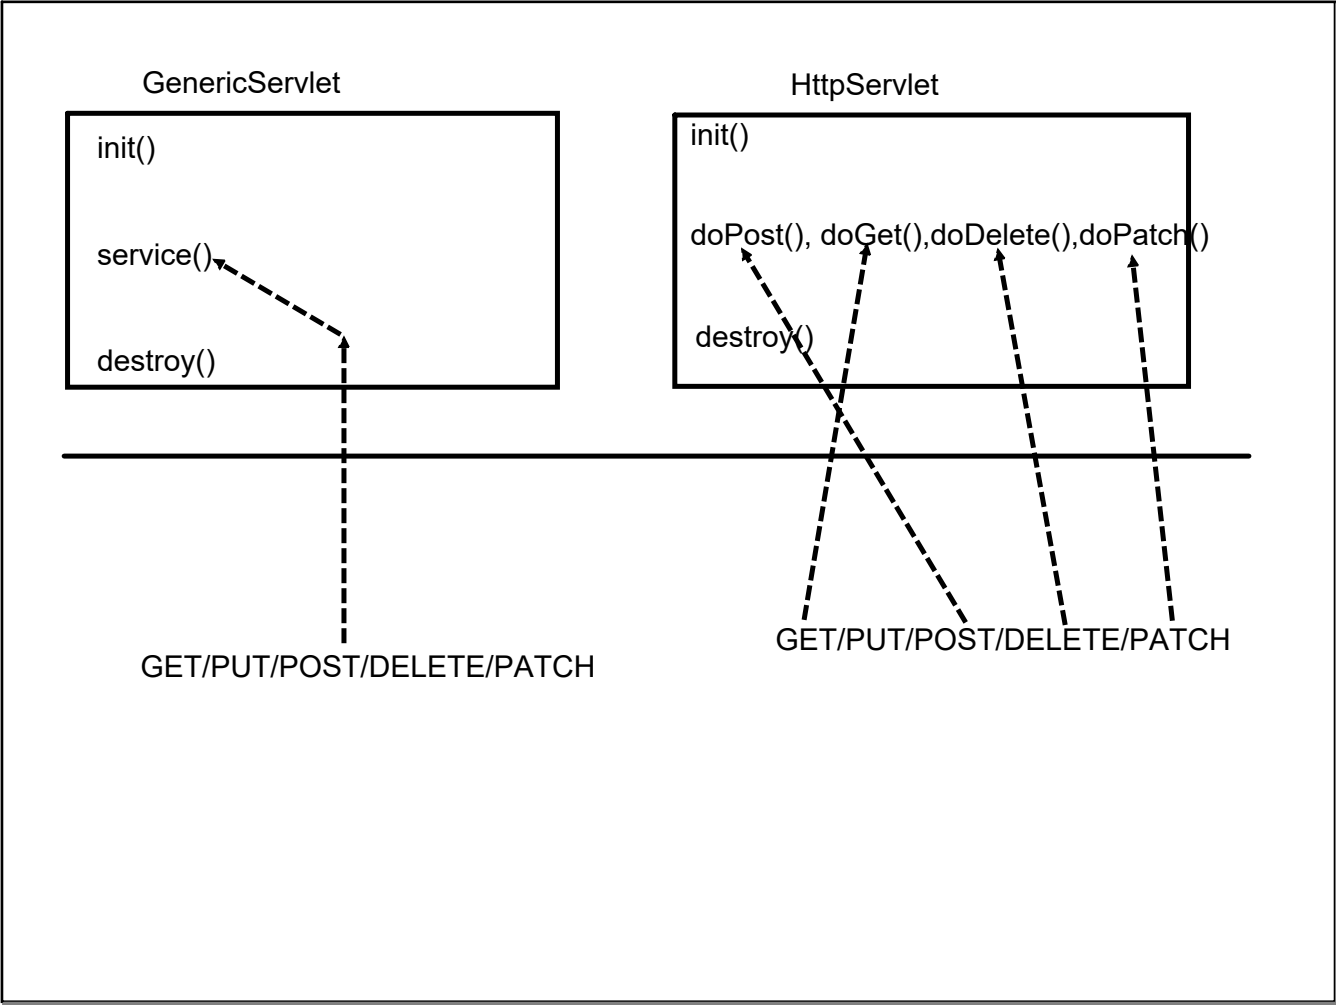 GenericServlet
init()
service()
destroy()
GET/PUT/POST/DELETE/PATCH
HttpServlet
init()
doPost(), doGet(),doDelete(),doPatch()
destroy()
GET/PUT/POST/DELETE/PATCH